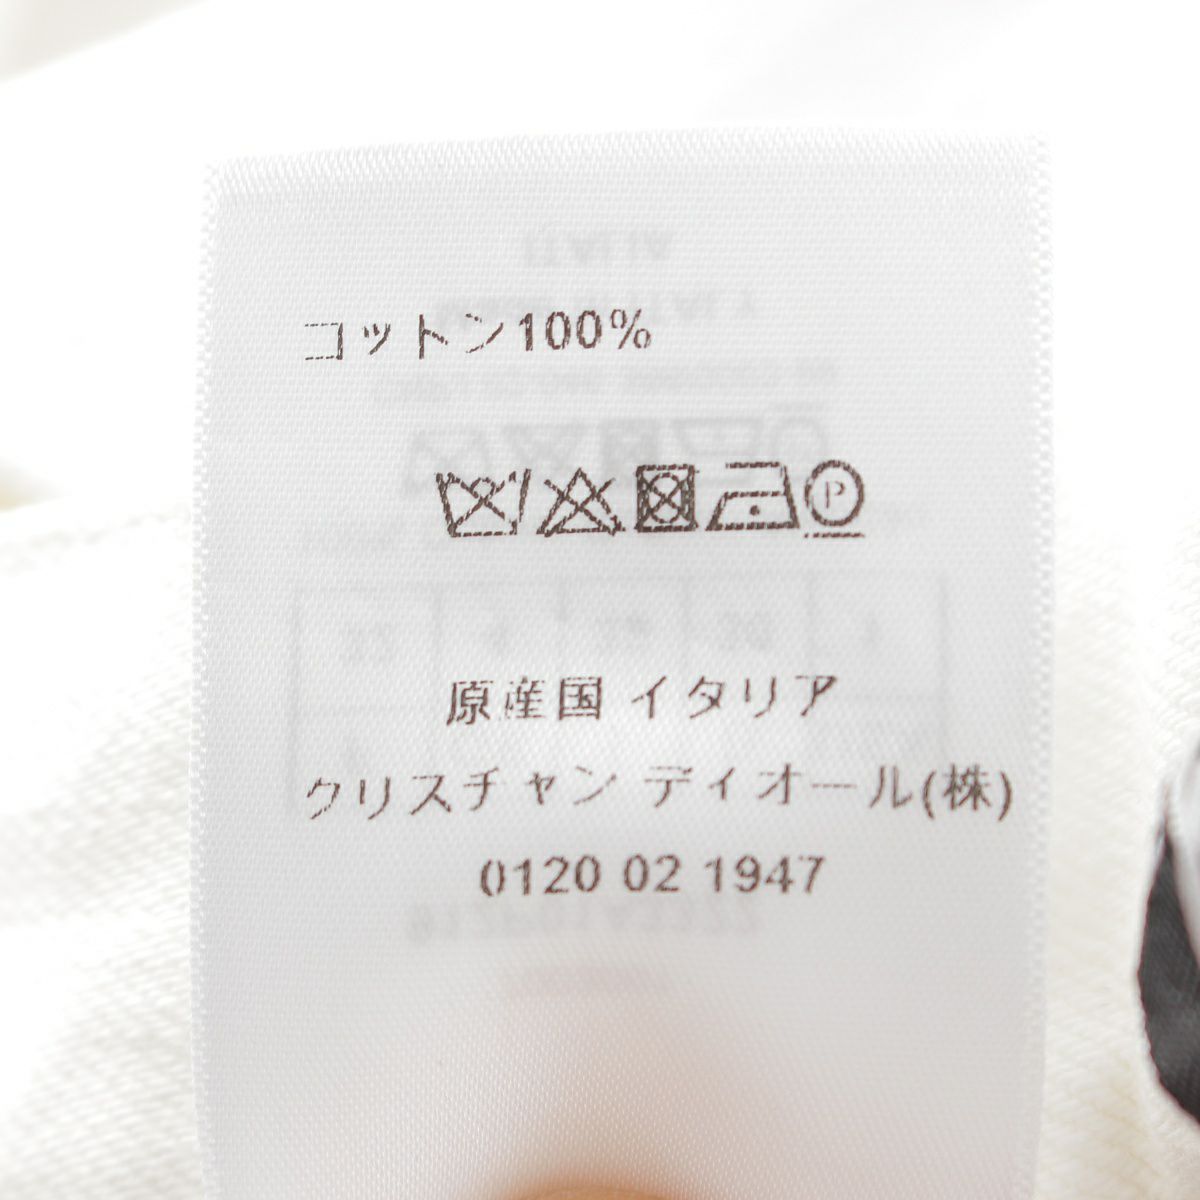 コットン100%
P
原産国 イタリア
クリスチャン ディオール(株)
0120 02 1947